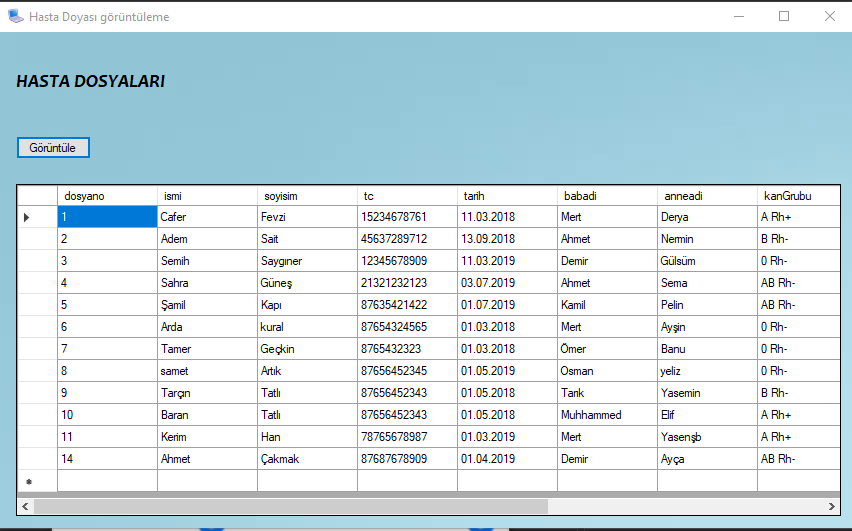 Hasta Doyası görüntüleme
HASTA DOSYALARI
Görüntüle
dosyano ismi soyisim tc tarih babadi anneadi kanGrubu
1 Cafer Fevzi 15234678761 11.03.2018 Mert Derya A Rh+
2 Adem Sait 45637289712 13.09.2018 Ahmet Nermin B Rh-
3 Semih Saygıner 12345678909 11.03.2019 Demir Gülsüm 0 Rh-
4 Sahra Güneş 21321232123 03.07.2019 Ahmet Sema AB Rh-
5 Şamil Kapı 87635421422 01.07.2019 Kamil Pelin AB Rh-
6 Arda kural 87654324565 01.03.2018 Mert Ayşin 0 Rh-
7 Tamer Geçkin 8765432323 01.03.2018 Ömer Banu 0 Rh-
8 samet Artık 87656452345 01.05.2019 Osman yeliz 0 Rh-
9 Tarçın Tatlı 87656452343 01.05.2018 Tarık Yasemin B Rh-
10 Baran Tatlı 87656452343 01.05.2018 Muhhammed Elif A Rh+
11 Kerim Han 78765678987 01.03.2019 Mert Yasenşb A Rh+
14 Ahmet Çakmak 87687678909 01.04.2019 Demir Ayça AB Rh-